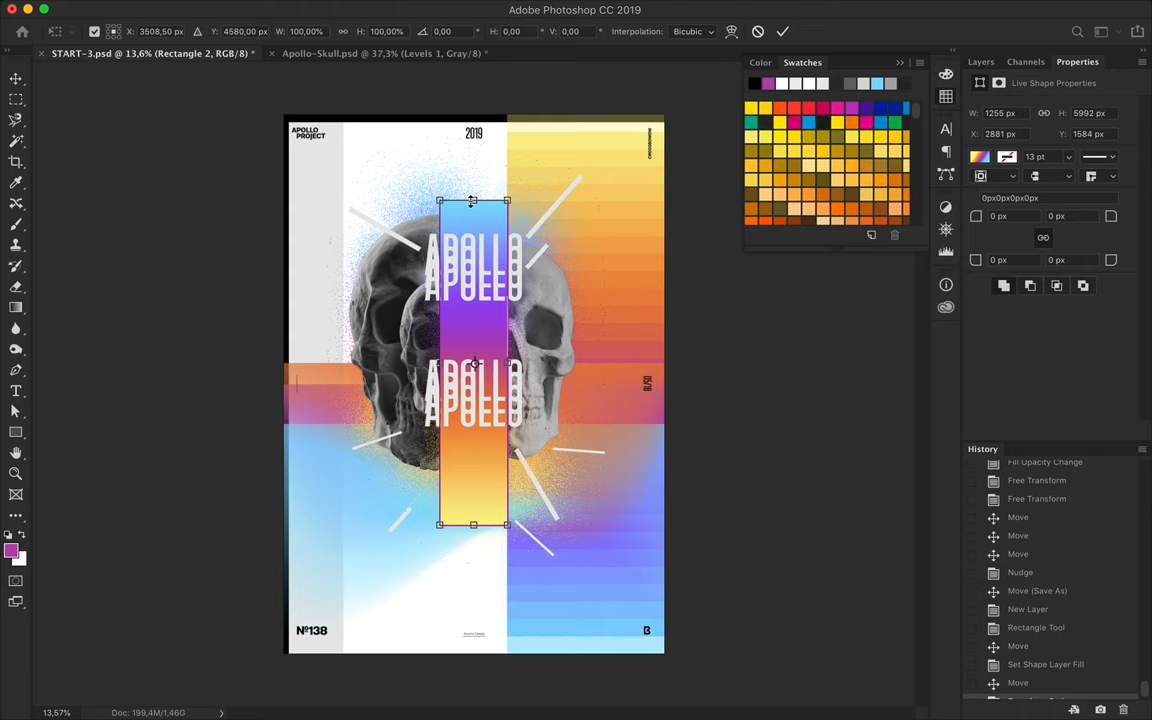 Adobe Photoshop CC 2019
X: 3508,50 px Y: 4580,00 px W: 100,00% H: 100,00% 0,00 ° H: 0,00 ° V: 0,00 ° Interpolation: Bicubic
START-3.psd @ 13,6% (Rectangle 2, RGB/8) * Apollo-Skull.psd @ 37,3% (Levels 1, Gray/8) *
Color Swatches
Layers Channels Properties
Live Shape Properties
W: 1255 px H: 5992 px
X: 2881 px Y: 1584 px
13 pt
0px0px0px0px
0 px 0 px
0 px 0 px
APOLLO
PROJECT
2019
CROSSBONOW
APOLLO
APOLLO
APOLLO
APOLLO
Nº138
History
Fill Opacity Change
Free Transform
Free Transform
Move
Move
Move
Nudge
Move (Save As)
New Layer
Rectangle Tool
Move
Set Shape Layer Fill
Move
13,57% Doc: 199,4M/1,46G